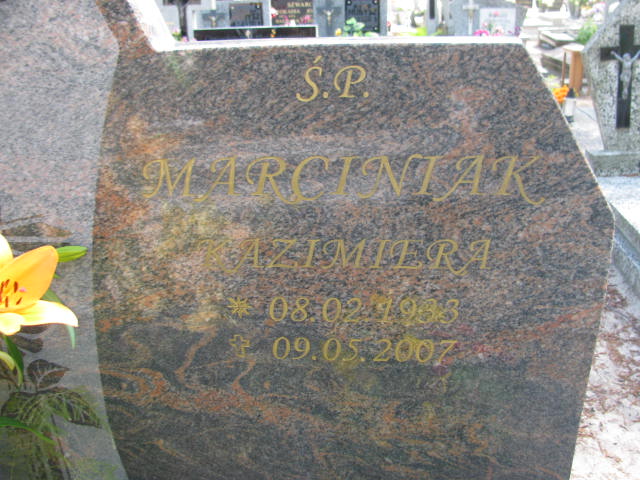 Ś.P.
MARCINIAK
KAZIMIERA
* 08.02.1933
✝ 09.05.2007